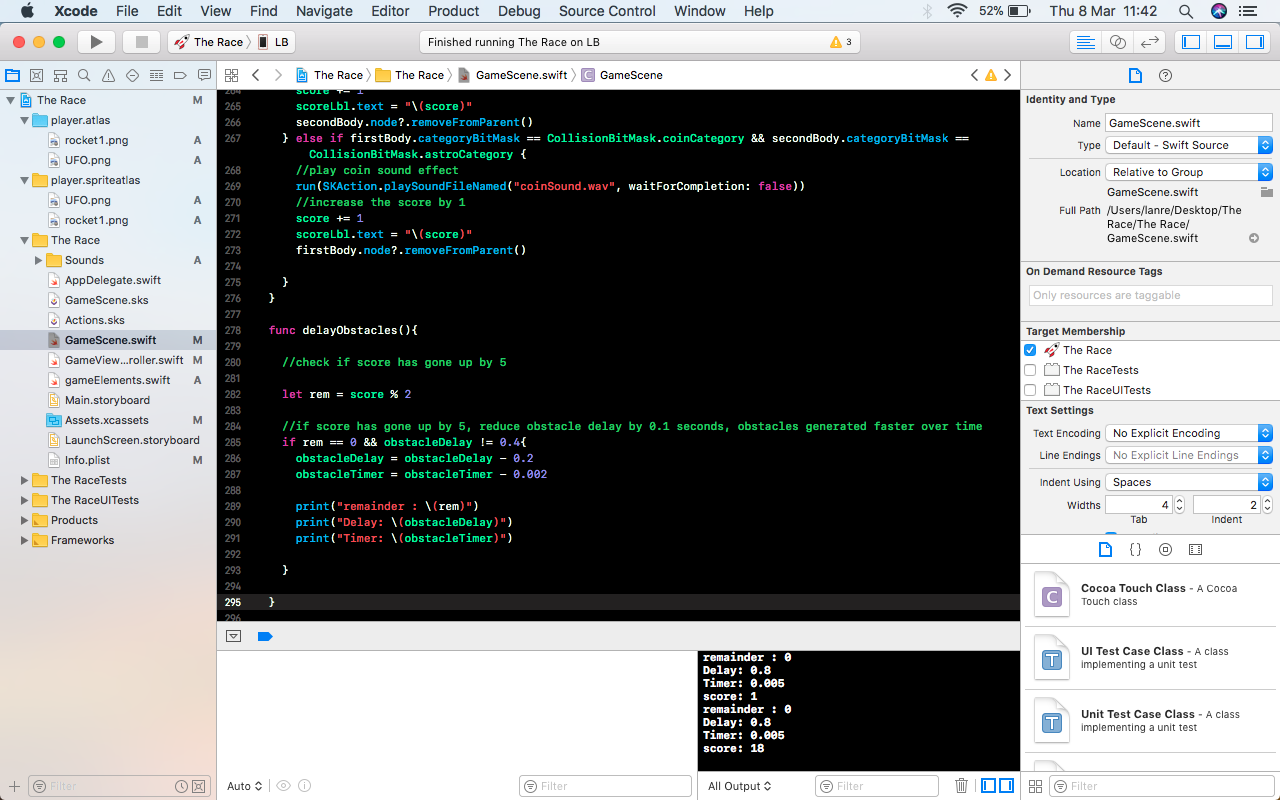 Xcode File Edit View Find Navigate Editor Product Debug Source Control Window Help 52% Thu 8 Mar 11:42
The Race LB Finished running The Race on LB 3
The Race The Race GameScene.swift GameScene
The Race M
player.atlas
rocket1.png A
UFO.png A
player.spriteatlas
UFO.png A
rocket1.png A
The Race
Sounds A
AppDelegate.swift
GameScene.sks
Actions.sks
GameScene.swift M
GameView...roller.swift M
gameElements.swift A
Main.storyboard
Assets.xcassets M
LaunchScreen.storyboard
Info.plist M
The RaceTests
The RaceUITests
Products
Frameworks
Filter
264 score += 1
265 scoreLbl.text = "\(score)"
266 secondBody.node?.removeFromParent()
267 } else if firstBody.categoryBitMask == CollisionBitMask.coinCategory && secondBody.categoryBitMask ==
CollisionBitMask.astroCategory {
268 //play coin sound effect
269 run(SKAction.playSoundFileNamed("coinSound.wav", waitForCompletion: false))
270 //increase the score by 1
271 score += 1
272 scoreLbl.text = "\(score)"
273 firstBody.node?.removeFromParent()
274
275 }
276 }
277
278 func delayObstacles(){
279
280 //check if score has gone up by 5
281
282 let rem = score % 2
283
284 //if score has gone up by 5, reduce obstacle delay by 0.1 seconds, obstacles generated faster over time
285 if rem == 0 && obstacleDelay != 0.4{
286 obstacleDelay = obstacleDelay - 0.2
287 obstacleTimer = obstacleTimer - 0.002
288
289 print("remainder : \(rem)")
290 print("Delay: \(obstacleDelay)")
291 print("Timer: \(obstacleTimer)")
292
293 }
294
295 }
296
Auto Filter
remainder : 0
Delay: 0.8
Timer: 0.005
score: 1
remainder : 0
Delay: 0.8
Timer: 0.005
score: 18
All Output Filter
Identity and Type
Name GameScene.swift
Type Default - Swift Source
Location Relative to Group
GameScene.swift
Full Path /Users/lanre/Desktop/The
Race/The Race/
GameScene.swift
On Demand Resource Tags
Only resources are taggable
Target Membership
The Race
The RaceTests
The RaceUITests
Text Settings
Text Encoding No Explicit Encoding
Line Endings No Explicit Line Endings
Indent Using Spaces
Widths 4 2
Tab Indent
{}
C Cocoa Touch Class - A Cocoa
Touch class
T UI Test Case Class - A class
implementing a unit test
T Unit Test Case Class - A class
implementing a unit test
Filter